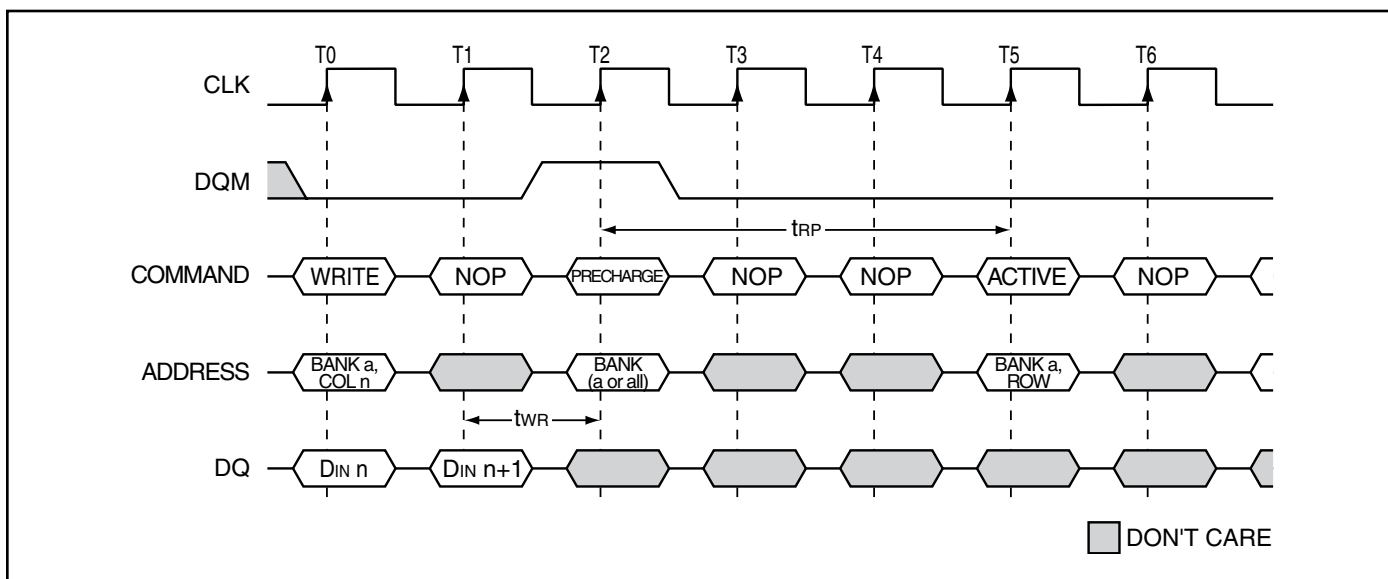 T0 T1 T2 T3 T4 T5 T6
CLK
DQM
tRP
COMMAND WRITE NOP PRECHARGE NOP NOP ACTIVE NOP
ADDRESS BANK a, COL n BANK (a or all) BANK a, ROW
tWR
DQ DIN n DIN n+1
DON'T CARE